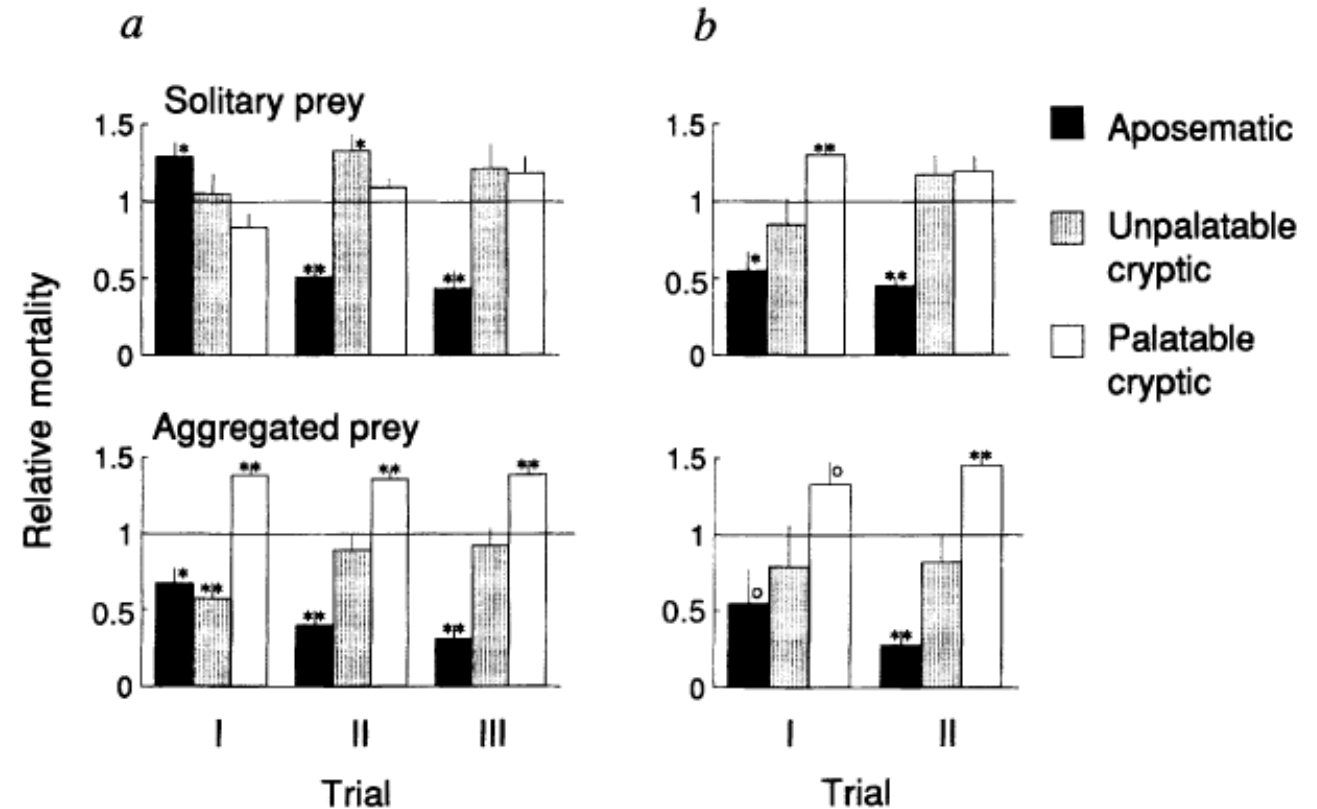 a
b
Solitary prey
1.5
*
*
1
0.5
**
**
0
1.5
**
1
*
0.5
**
0
Aposematic
Unpalatable
cryptic
Palatable
cryptic
Relative mortality
Aggregated prey
1.5
**
**
**
1
*
**
0.5
**
**
0
1.5
o
**
1
o
0.5
**
0
I
II
III
I
II
Trial
Trial